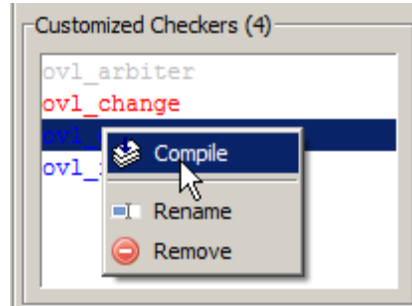 Customized Checkers (4)
ovl_arbiter
ovl_change
ovl_
Compile
ovl_
Rename
Remove